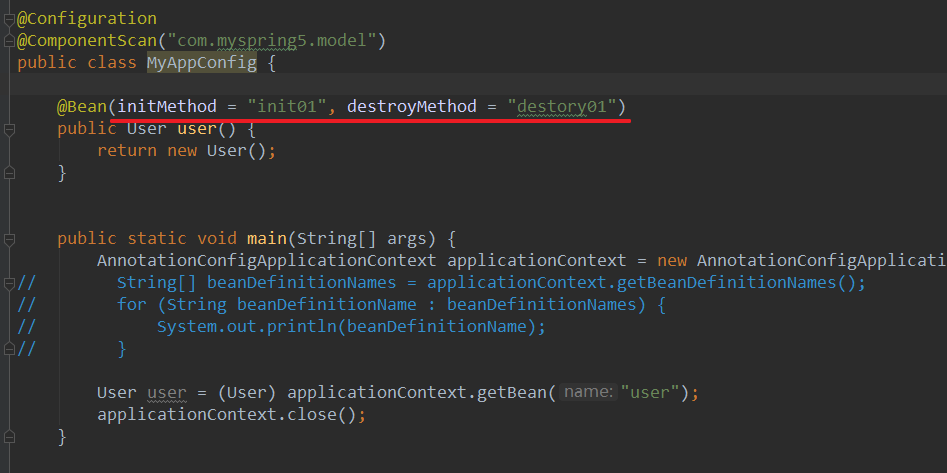 @Configuration
@ComponentScan("com.myspring5.model")
public class MyAppConfig {
@Bean(initMethod = "init01", destroyMethod = "destory01")
public User user() {
return new User();
}
public static void main(String[] args) {
AnnotationConfigApplicationContext applicationContext = new AnnotationConfigApplicati
// String[] beanDefinitionNames = applicationContext.getBeanDefinitionNames();
// for (String beanDefinitionName : beanDefinitionNames) {
// System.out.println(beanDefinitionName);
// }
User user = (User) applicationContext.getBean( name: "user");
applicationContext.close();
}